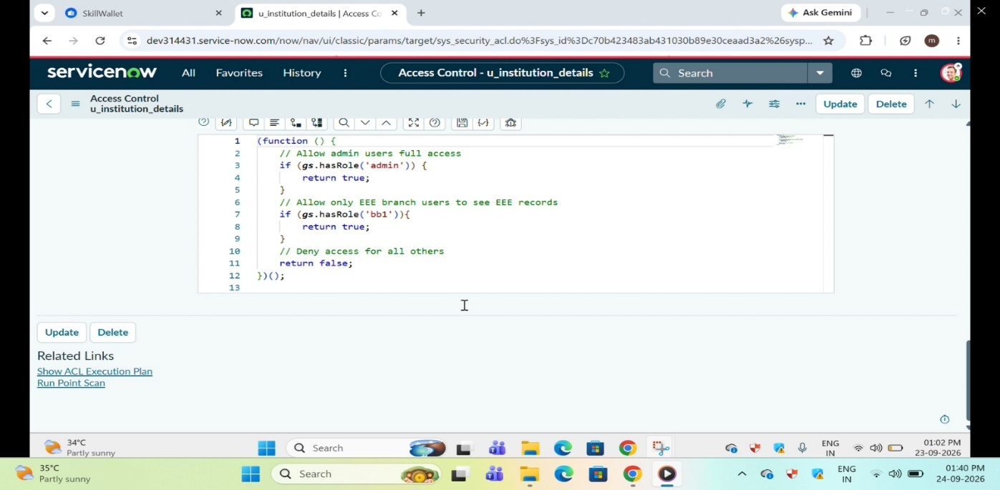 SkillWallet
u_institution_details | Access Co
Ask Gemini
dev314431.service-now.com/now/nav/ui/classic/params/target/sys_security_acl.do%3Fsys_id%3Dc70b423483ab431030b89e30ceaad3a2%26sysp...
m
servicenow
All
Favorites
History
Access Control - u_institution_details
Search
Access Control
u_institution_details
Update
Delete
1 (function () {
2 // Allow admin users full access
3 if (gs.hasRole('admin')) {
4 return true;
5 }
6 // Allow only EEE branch users to see EEE records
7 if (gs.hasRole('bb1')){
8 return true;
9 }
10 // Deny access for all others
11 return false;
12 })();
13
Update
Delete
Related Links
Show ACL Execution Plan
Run Point Scan
34°C
Partly sunny
Search
ENG
IN
01:02 PM
23-09-2026
35°C
Partly sunny
Search
ENG
IN
01:40 PM
24-09-2026